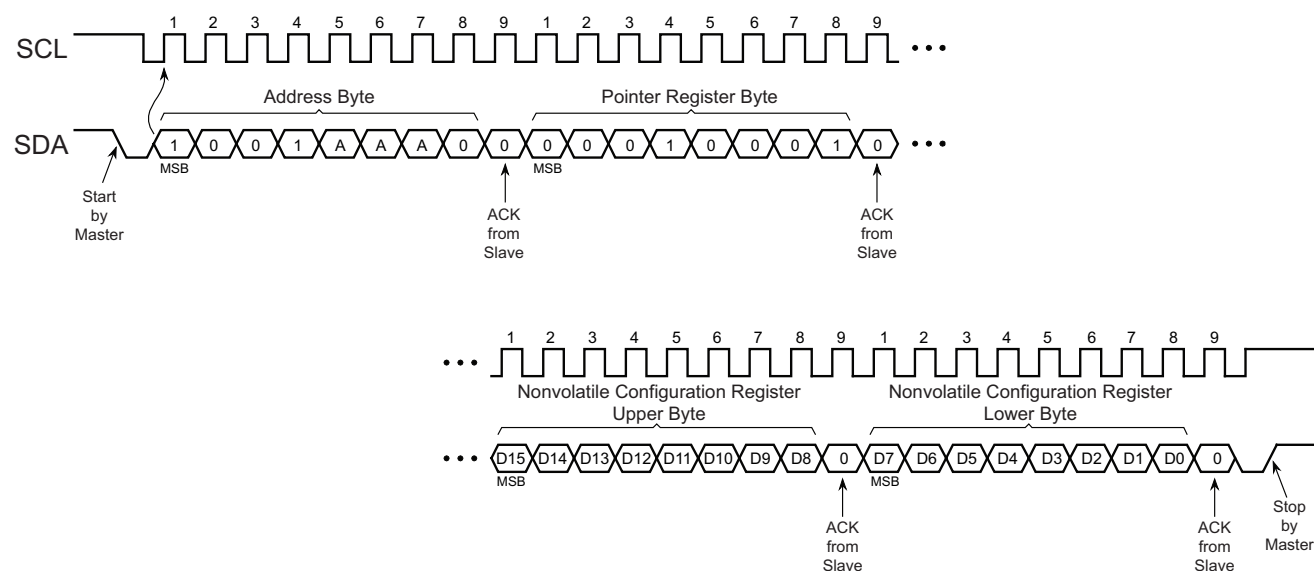 1 2 3 4 5 6 7 8 9 1 2 3 4 5 6 7 8 9
SCL
Address Byte Pointer Register Byte
SDA 1 0 0 1 A A A 0 0 0 0 0 1 0 0 0 1 0
MSB MSB
Start
by
Master
ACK
from
Slave
ACK
from
Slave
1 2 3 4 5 6 7 8 9 1 2 3 4 5 6 7 8 9
Nonvolatile Configuration Register
Upper Byte
Nonvolatile Configuration Register
Lower Byte
D15 D14 D13 D12 D11 D10 D9 D8 0 D7 D6 D5 D4 D3 D2 D1 D0 0
MSB MSB
ACK
from
Slave
ACK
from
Slave
Stop
by
Master